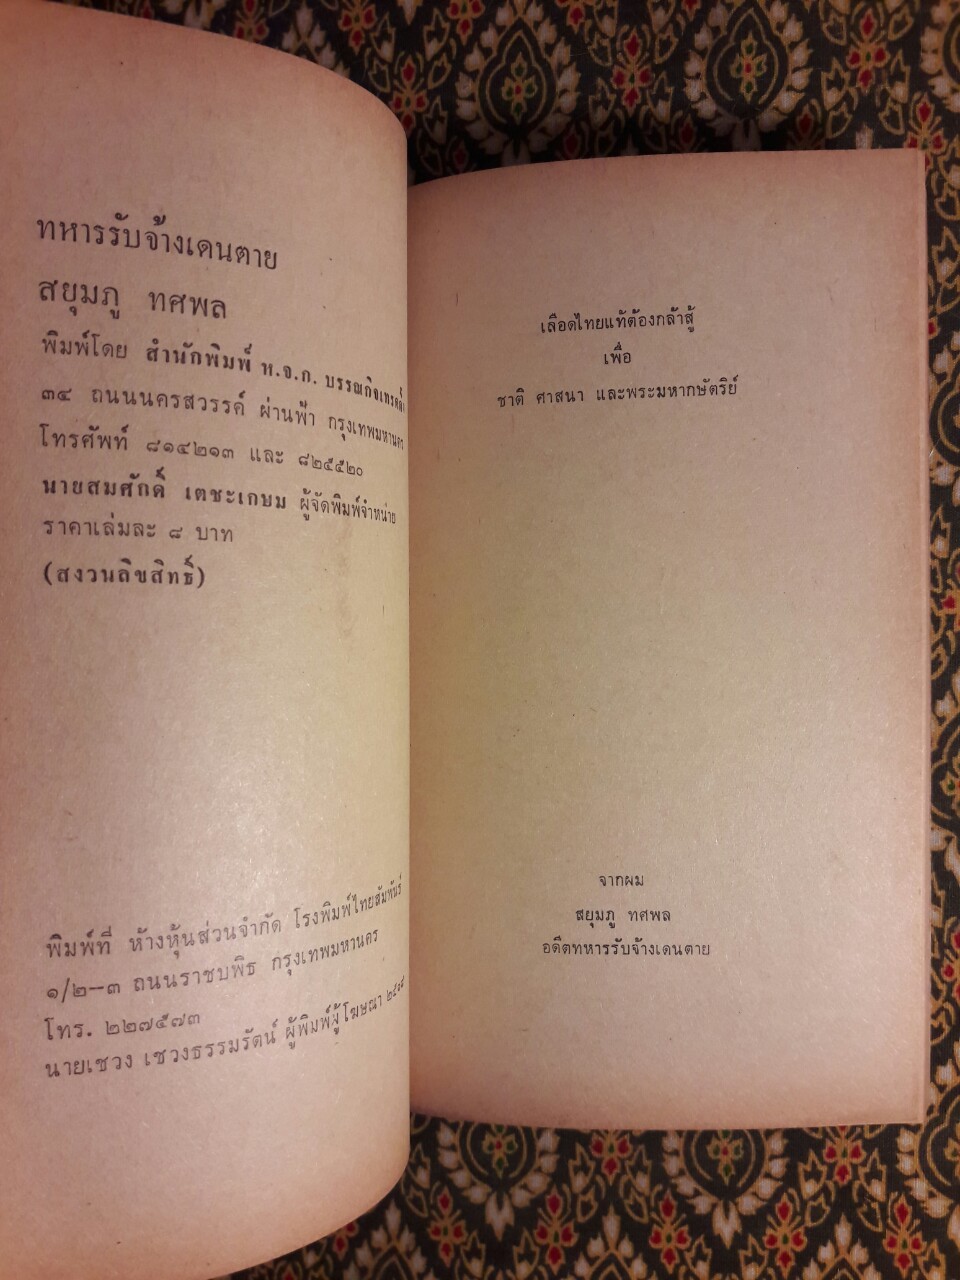 ทหารรับจ้างเดนตาย
สยุมภู ทศพล
พิมพ์โดย สำนักพิมพ์ ห.จ.ก. บรรณกิจเทรดดิ้ง
๓๔ ถนนนครสวรรค์ ผ่านฟ้า กรุงเทพมหานคร
โทรศัพท์ ๘๑๔๒๑๓ และ ๘๒๕๕๒๐
นายสมศักดิ์ เตชะเกษม ผู้จัดพิมพ์จำหน่าย
ราคาเล่มละ ๘ บาท
(สงวนลิขสิทธิ์)
พิมพ์ที่ ห้างหุ้นส่วนจำกัด โรงพิมพ์ไทยสัมพันธ์
๑/๒–๓ ถนนราชบพิธ กรุงเทพมหานคร
โทร. ๒๒๗๕๗๓
นายเชวง เชวงธรรมรัตน์ ผู้พิมพ์ผู้โฆษณา
เลือดไทยแท้ต้องกล้าสู้
เพื่อ
ชาติ ศาสนา และพระมหากษัตริย์
จากผม
สยุมภู ทศพล
อดีตทหารรับจ้างเดนตาย